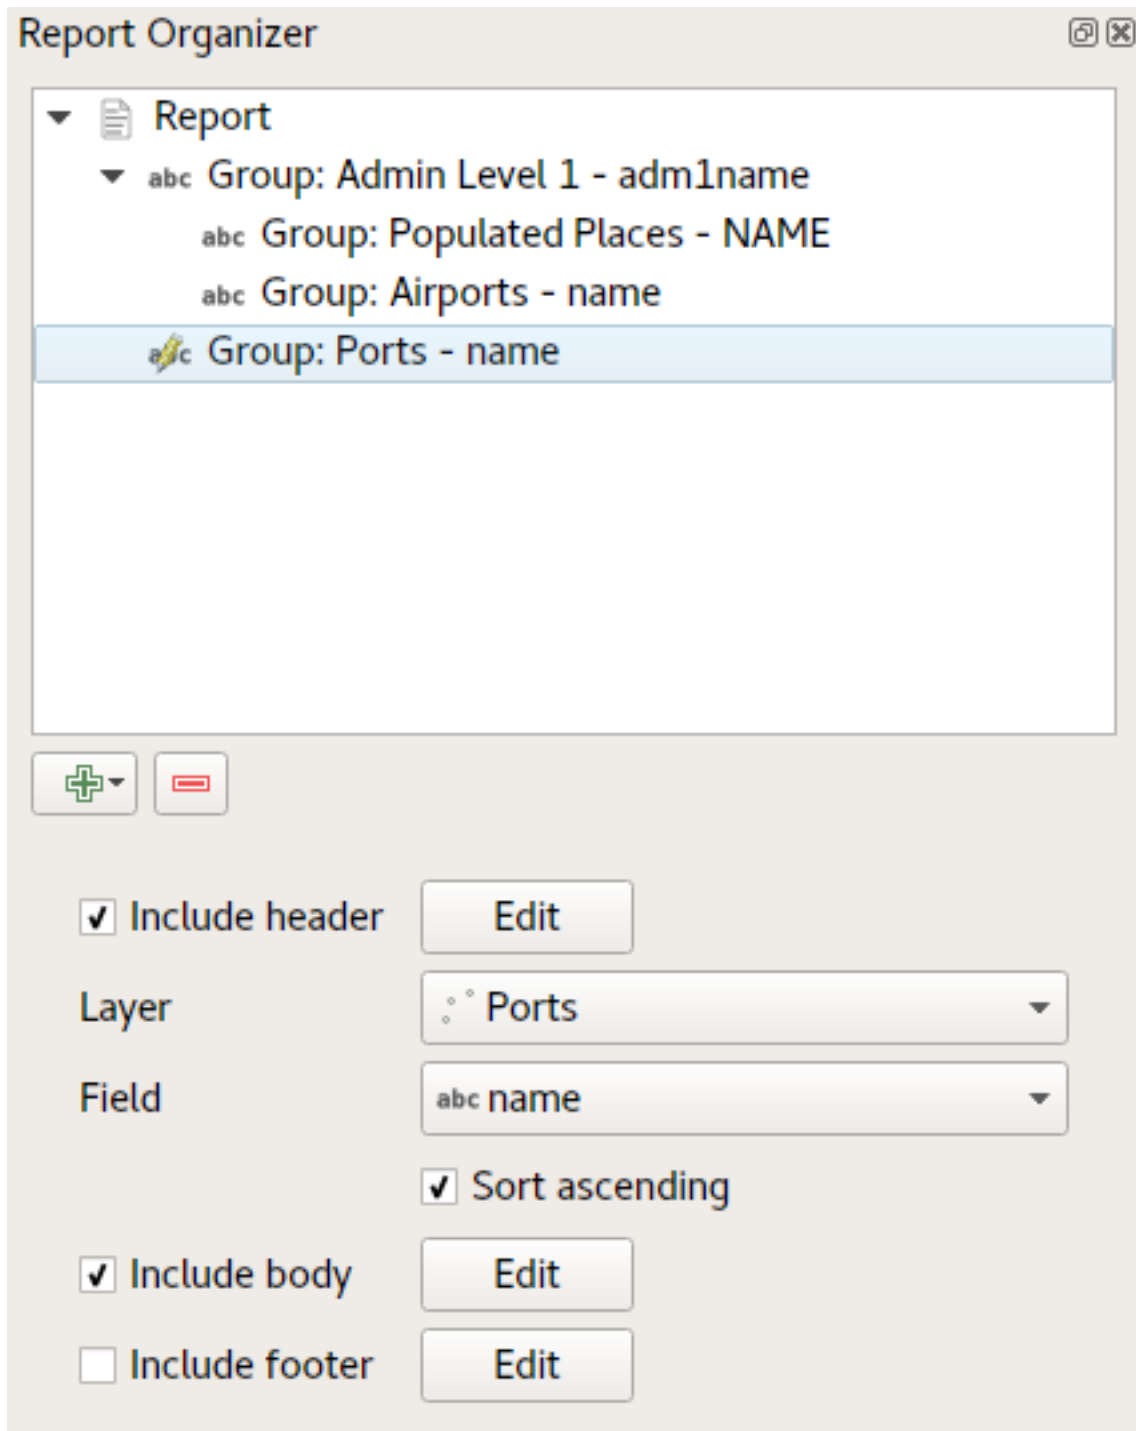 Report Organizer
Report
abc Group: Admin Level 1 - adm1name
abc Group: Populated Places - NAME
abc Group: Airports - name
abc Group: Ports - name
Include header Edit
Layer Ports
Field abc name
Sort ascending
Include body Edit
Include footer Edit